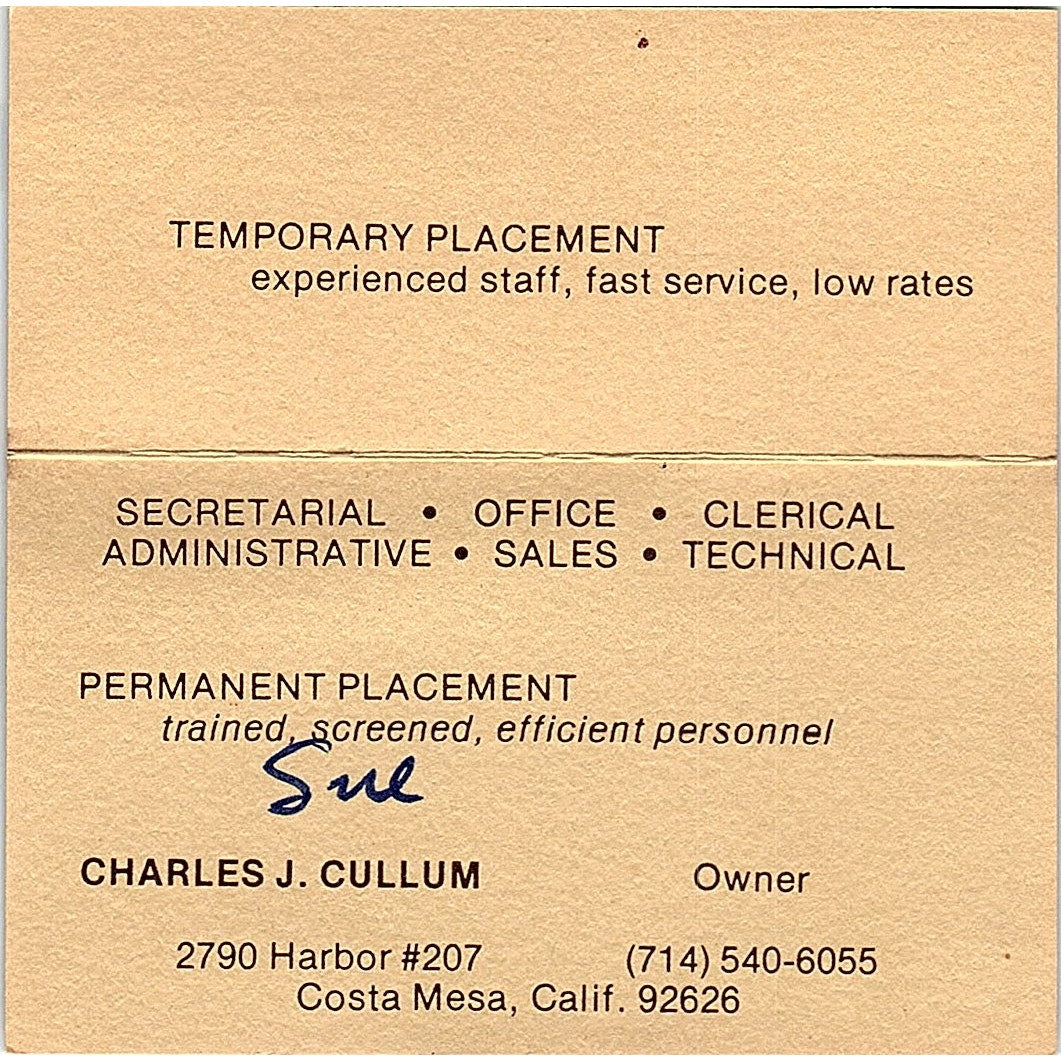 TEMPORARY PLACEMENT
experienced staff, fast service, low rates
SECRETARIAL • OFFICE • CLERICAL
ADMINISTRATIVE • SALES • TECHNICAL
PERMANENT PLACEMENT
trained, screened, efficient personnel
Sue
CHARLES J. CULLUM Owner
2790 Harbor #207 (714) 540-6055
Costa Mesa, Calif. 92626